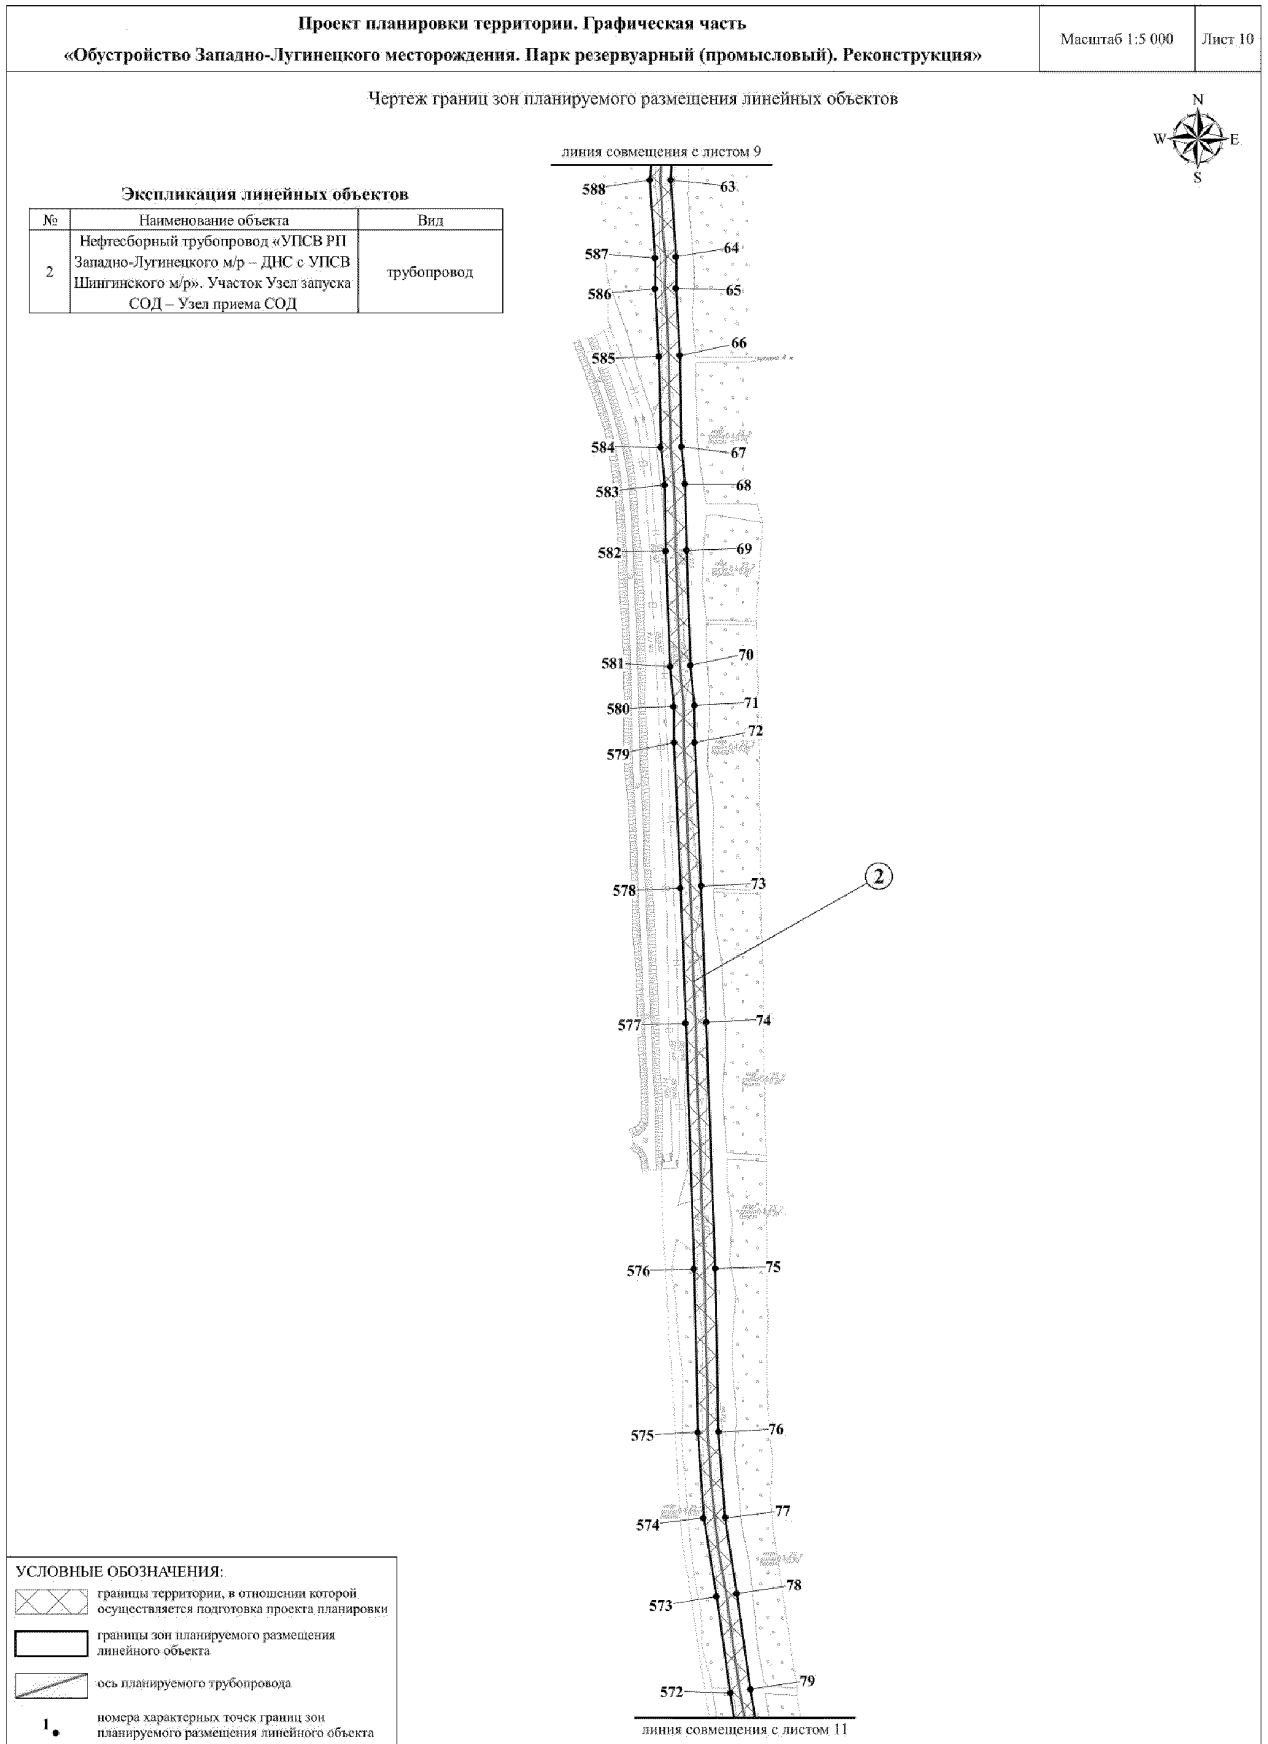 Проект планировки территории. Графическая часть
«Обустройство Западно-Лугинецкого месторождения. Парк резервуарный (промысловый). Реконструкция»
Масштаб 1:5 000
Лист 10
Чертеж границ зон планируемого размещения линейных объектов
N
W
E
S
линия совмещения с листом 9
Экспликация линейных объектов
№
Наименование объекта
Вид
2
Нефтесборный трубопровод «УПСВ РП
Западно-Лугинецкого м/р – ДНС с УПСВ
Шингинского м/р». Участок Узел запуска
СОД – Узел приема СОД
трубопровод
588
63
587
64
586
65
585
66
584
67
583
68
582
69
581
70
580
71
579
72
578
73
2
577
74
576
75
575
76
574
77
573
78
572
79
линия совмещения с листом 11
УСЛОВНЫЕ ОБОЗНАЧЕНИЯ:
границы территории, в отношении которой
осуществляется подготовка проекта планировки
границы зон планируемого размещения
линейного объекта
ось планируемого трубопровода
1
номера характерных точек границ зон
планируемого размещения линейного объекта